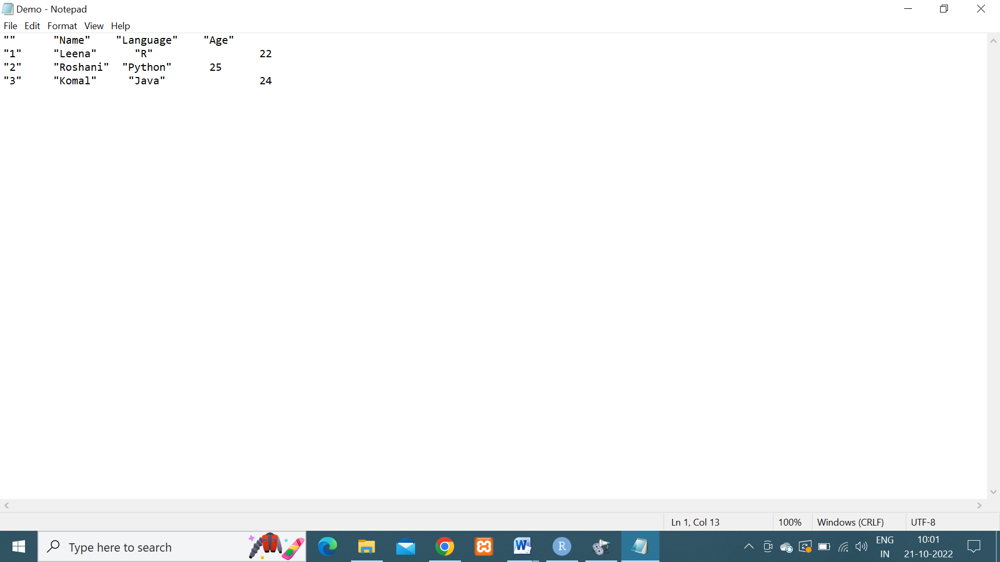 Demo - Notepad
File Edit Format View Help
"" "Name" "Language" "Age"
"1" "Leena" "R" 22
"2" "Roshani" "Python" 25
"3" "Komal" "Java" 24
Ln 1, Col 13 100% Windows (CRLF) UTF-8
Type here to search
W
R
ENG
IN
10:01
21-10-2022